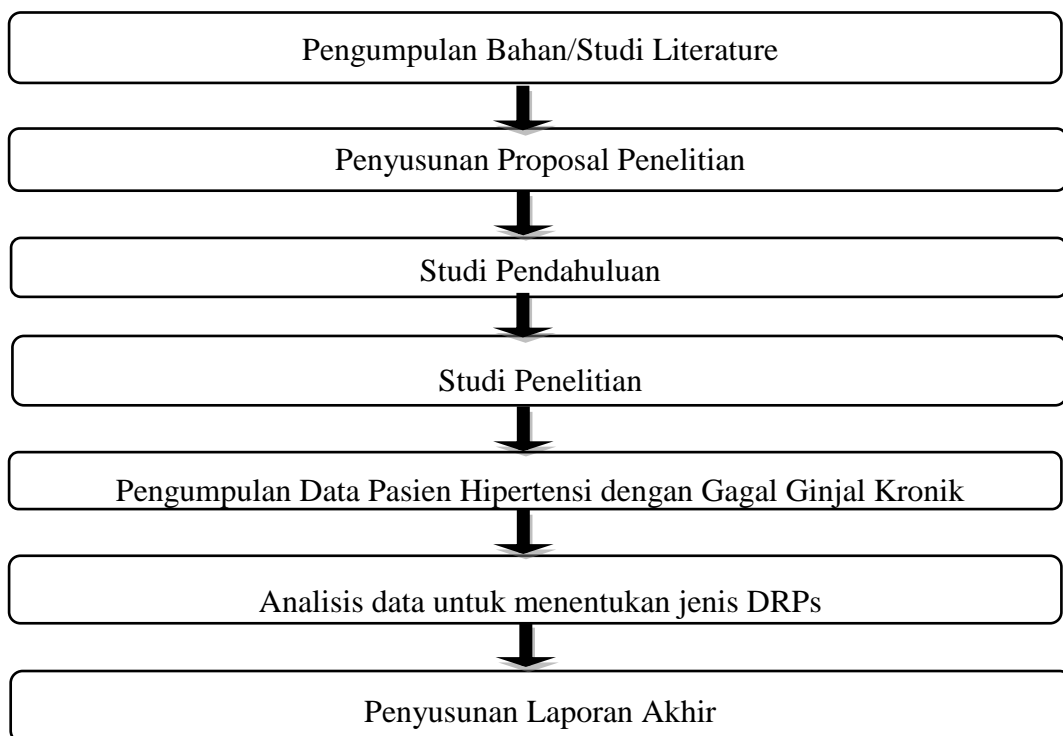 Pengumpulan Bahan/Studi Literature
Penyusunan Proposal Penelitian
Studi Pendahuluan
Studi Penelitian
Pengumpulan Data Pasien Hipertensi dengan Gagal Ginjal Kronik
Analisis data untuk menentukan jenis DRPs
Penyusunan Laporan Akhir